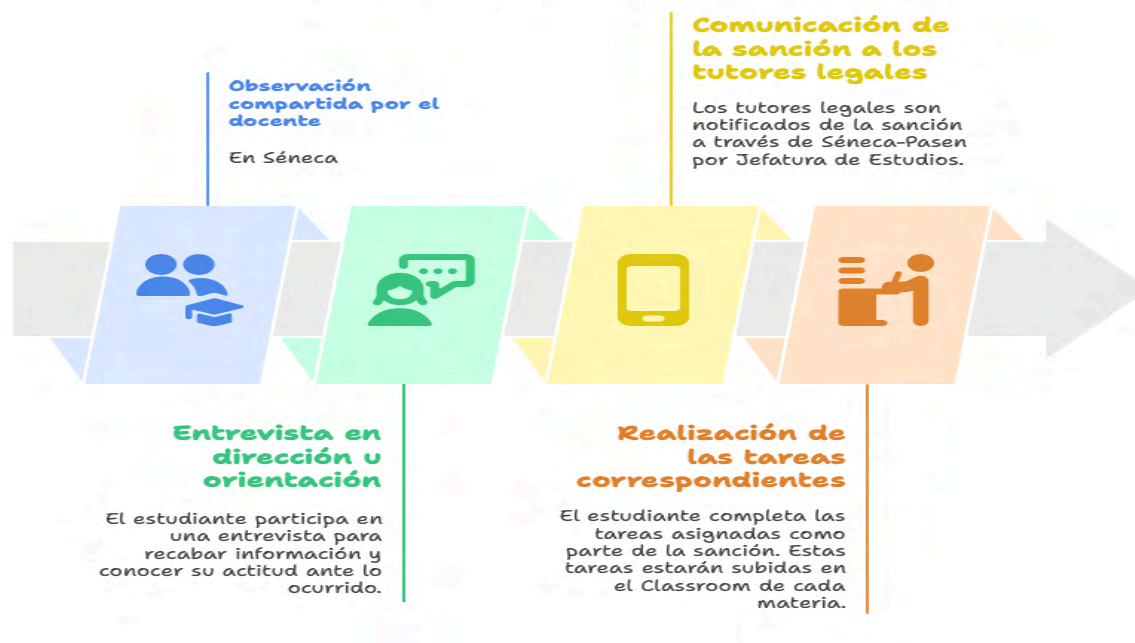 Observación
compartida por el
docente
En Séneca
Entrevista en
dirección u
orientación
El estudiante participa en
una entrevista para
recabar información y
conocer su actitud ante lo
ocurrido.
Comunicación de
la sanción a los
tutores legales
Los tutores legales son
notificados de la sanción
a través de Séneca-Pasen
por Jefatura de Estudios.
Realización de
las tareas
correspondientes
El estudiante completa las
tareas asignadas como
parte de la sanción. Estas
tareas estarán subidas en
el Classroom de cada
materia.